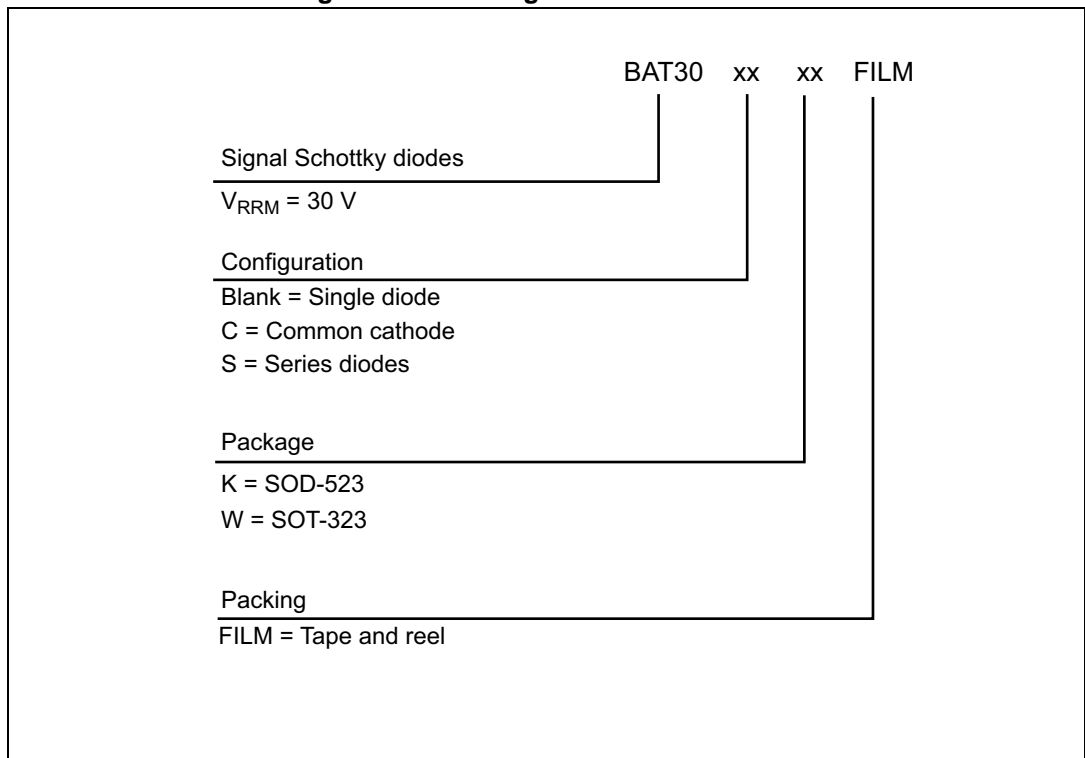 BAT30 xx xx FILM
Signal Schottky diodes
VRRM = 30 V
Configuration
Blank = Single diode
C = Common cathode
S = Series diodes
Package
K = SOD-523
W = SOT-323
Packing
FILM = Tape and reel